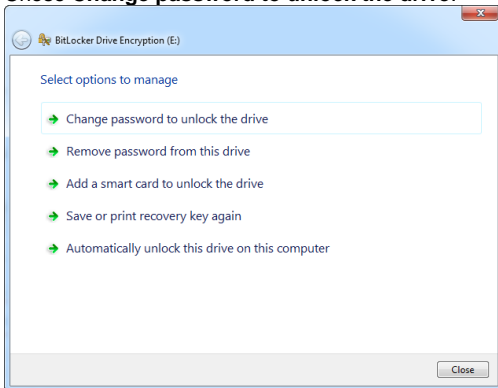 Chose Change password to unlock the drive.
BitLocker Drive Encryption (E:)
Select options to manage
Change password to unlock the drive
Remove password from this drive
Add a smart card to unlock the drive
Save or print recovery key again
Automatically unlock this drive on this computer
Close